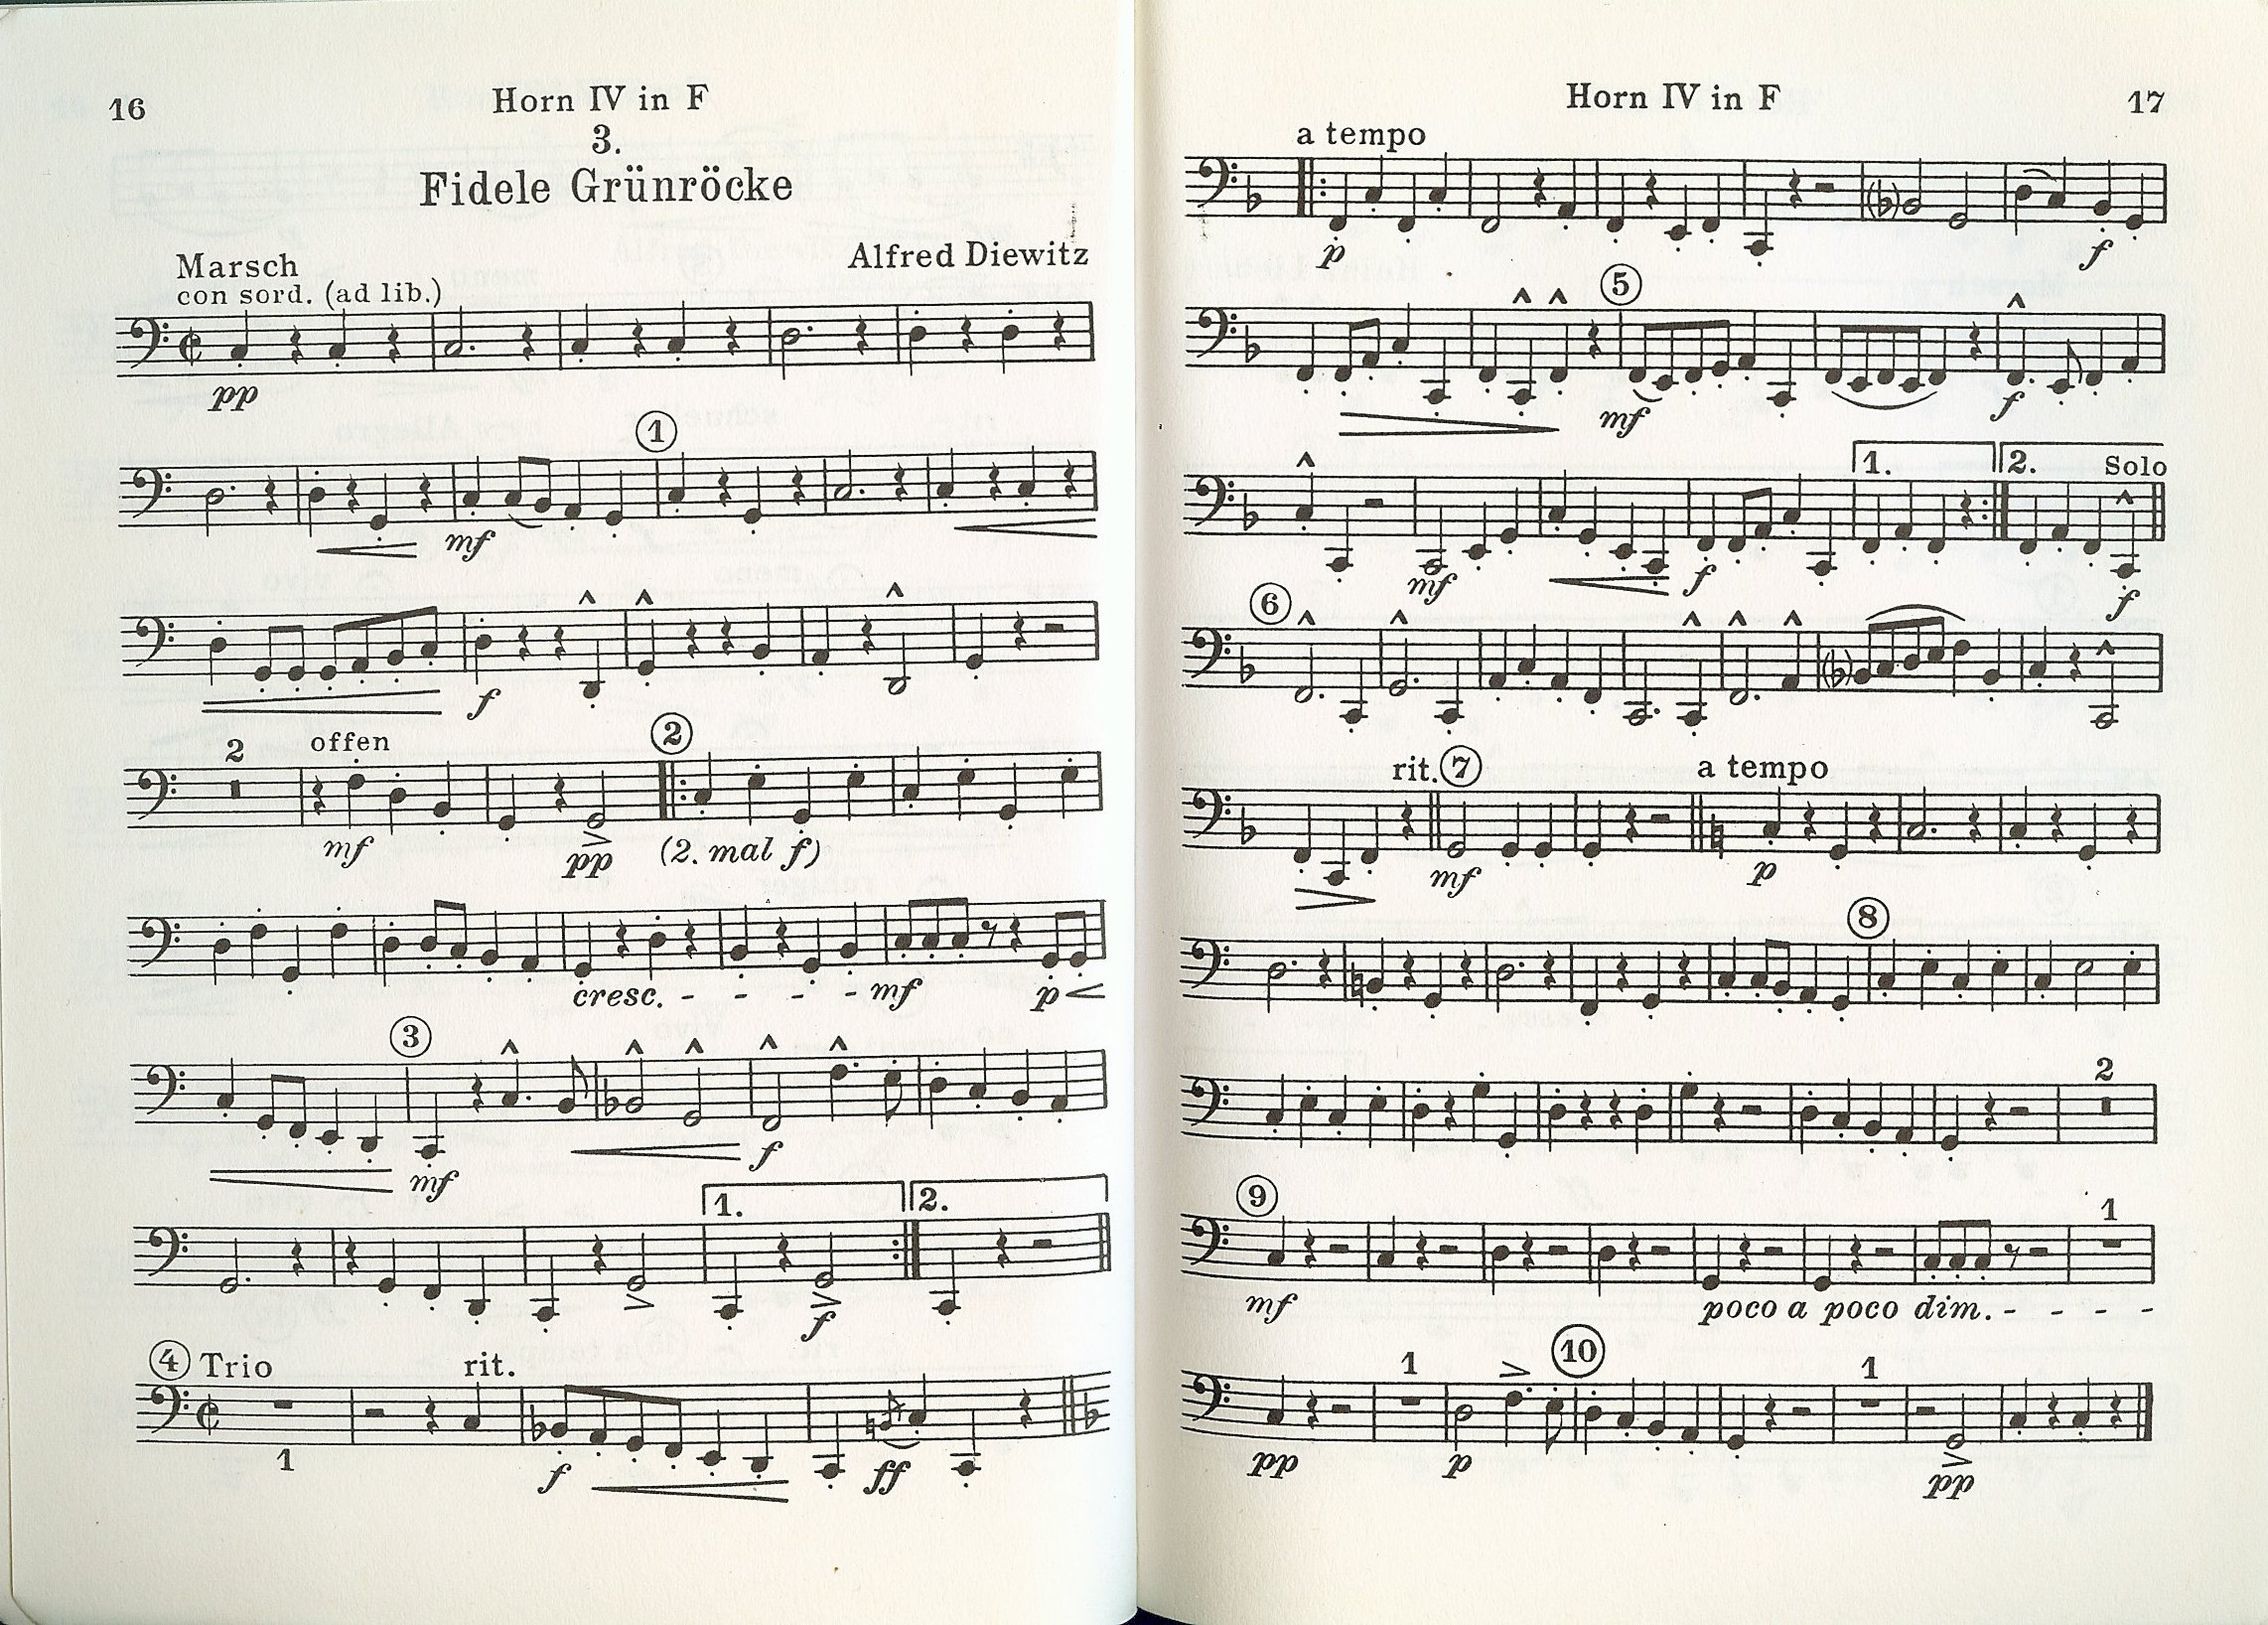 16
Horn IV in F
3.
Fidele Grünröcke
Marsch
Alfred Diewitz
con sord. (ad lib.)
pp
1
mf
f
2 offen 2
mf pp (2. mal f)
cresc. - - - - mf p
3
mf f
1. 2.
f
4 Trio rit.
1 f ff
Horn IV in F
17
a tempo
p f
5
mf f
1. 2. Solo
mf f f
6
rit. 7 a tempo
mf p
8
2
9 1
mf poco a poco dim. - - - -
1 10 1
pp p pp